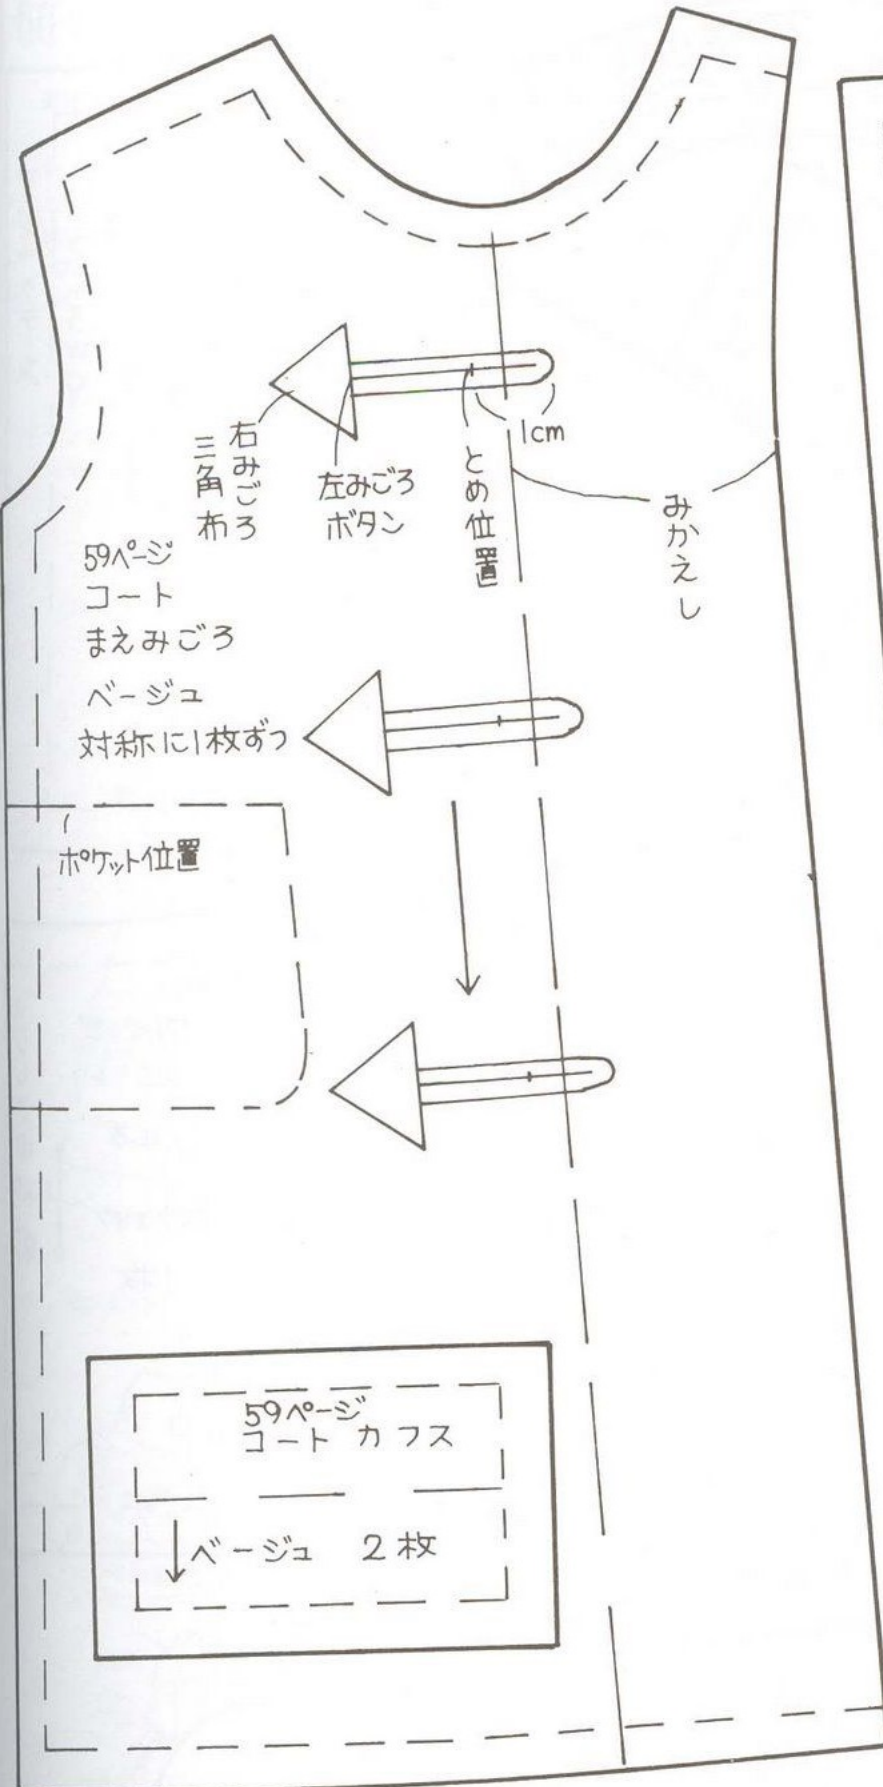 右みごろ
三角布
左みごろ
ボタン
とめ位置
1cm
みかえし
59ページ
コート
まえみごろ
ベージュ
対称に1枚ずつ
ポケット位置
59ページ
コート カフス
ベージュ 2枚